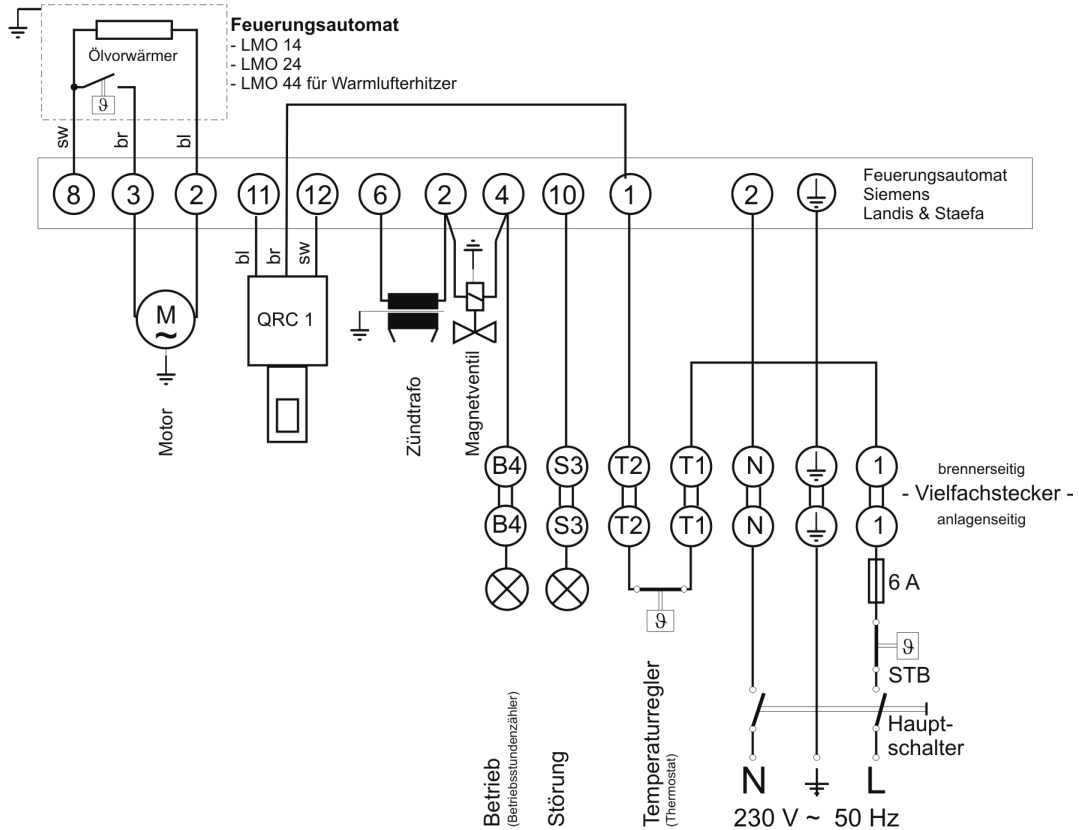 Feuerungsautomat
- LMO 14
- LMO 24
- LMO 44 für Warmlufterhitzer
Ölvorwärmer
ϑ
sw
br
bl
8
3
2
11
12
6
2
4
10
1
2
Feuerungsautomat
Siemens
Landis & Staefa
bl
br
sw
M
~
QRC 1
Motor
Zündtrafo
Magnetventil
B4
S3
T2
T1
N
1
brennerseitig
- Vielfachstecker -
B4
S3
T2
T1
N
1
anlagenseitig
6 A
ϑ
ϑ
STB
Haupt-
schalter
Betrieb
(Betriebsstundenzähler)
Störung
Temperaturregler
(Thermostat)
N
L
230 V ~ 50 Hz